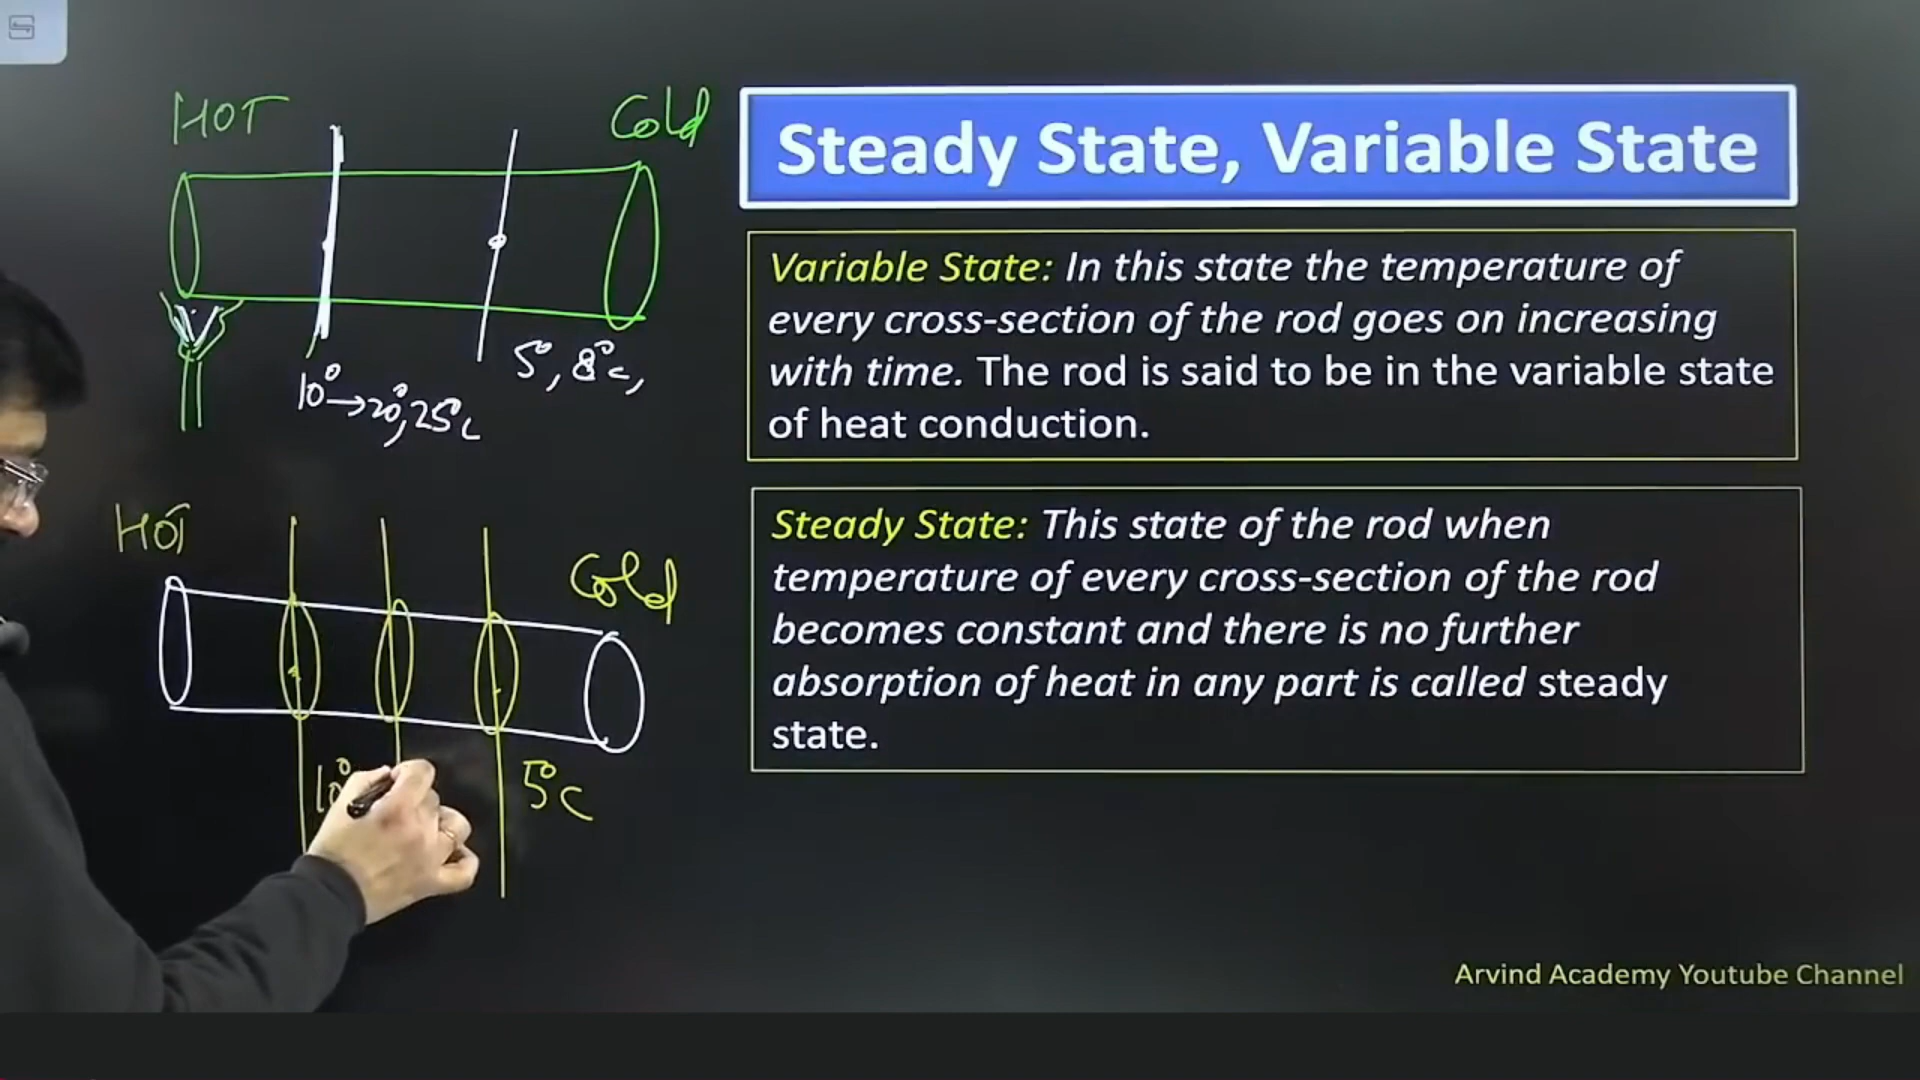 HOT
Cold
10° → 20°, 25°C
5°, 8°C,
HOT
Cold
10°
5°C
Steady State, Variable State
Variable State: In this state the temperature of
every cross-section of the rod goes on increasing
with time. The rod is said to be in the variable state
of heat conduction.
Steady State: This state of the rod when
temperature of every cross-section of the rod
becomes constant and there is no further
absorption of heat in any part is called steady
state.
Arvind Academy Youtube Channel